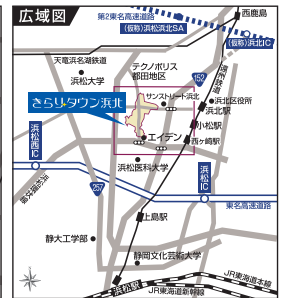 広域図
西鹿島
第2東名高速道路
(仮称)浜松浜北SA
(仮称)浜北IC
天竜浜名湖鉄道
浜松大学
テクノポリス
都田地区
152
遠州鉄道
サンストリート浜北
浜北区役所
浜北駅
きらりタウン浜北
小松駅
エイデン
西ヶ崎駅
浜松西IC
浜松医科大学
浜松IC
257
東名高速道路
上島駅
静大工学部
静岡文化芸術大学
浜松駅
JR東海道本線
JR東海道新幹線